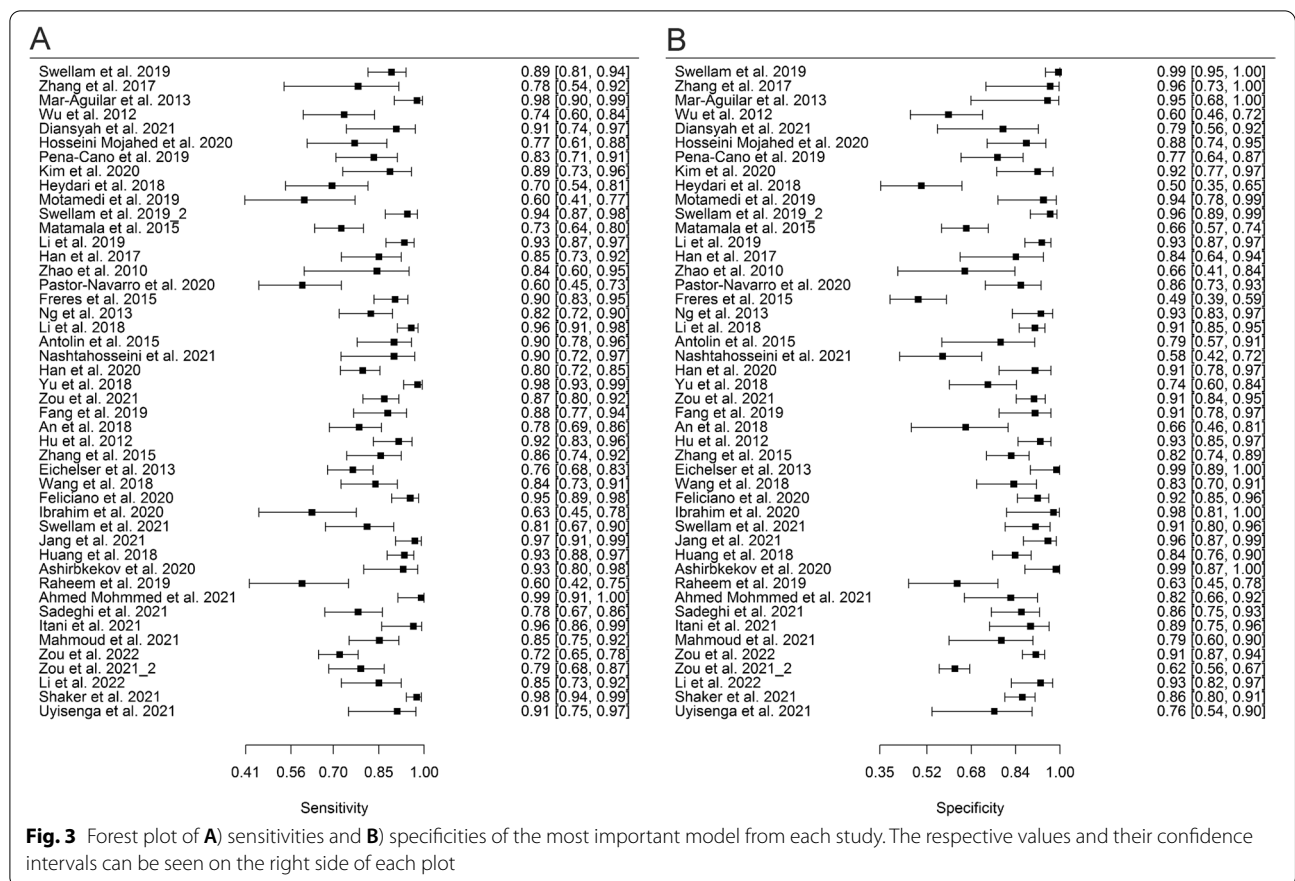 A
Swellam et al. 2019 0.89 [0.81, 0.94]
Zhang et al. 2017 0.78 [0.54, 0.92]
Mar-Aguilar et al. 2013 0.98 [0.90, 0.99]
Wu et al. 2012 0.74 [0.60, 0.84]
Diansyah et al. 2021 0.91 [0.74, 0.97]
Hosseini Mojahed et al. 2020 0.77 [0.61, 0.88]
Pena-Cano et al. 2019 0.83 [0.71, 0.91]
Kim et al. 2020 0.89 [0.73, 0.96]
Heydari et al. 2018 0.70 [0.54, 0.81]
Motamedi et al. 2019 0.60 [0.41, 0.77]
Swellam et al. 2019_2 0.94 [0.87, 0.98]
Matamala et al. 2015 0.73 [0.64, 0.80]
Li et al. 2019 0.93 [0.87, 0.97]
Han et al. 2017 0.85 [0.73, 0.92]
Zhao et al. 2010 0.84 [0.60, 0.95]
Pastor-Navarro et al. 2020 0.60 [0.45, 0.73]
Freres et al. 2015 0.90 [0.83, 0.95]
Ng et al. 2013 0.82 [0.72, 0.90]
Li et al. 2018 0.96 [0.91, 0.98]
Antolin et al. 2015 0.90 [0.78, 0.96]
Nashtahosseini et al. 2021 0.90 [0.72, 0.97]
Han et al. 2020 0.80 [0.72, 0.85]
Yu et al. 2018 0.98 [0.93, 0.99]
Zou et al. 2021 0.87 [0.80, 0.92]
Fang et al. 2019 0.88 [0.77, 0.94]
An et al. 2018 0.78 [0.69, 0.86]
Hu et al. 2012 0.92 [0.83, 0.96]
Zhang et al. 2015 0.86 [0.74, 0.92]
Eichelser et al. 2013 0.76 [0.68, 0.83]
Wang et al. 2018 0.84 [0.73, 0.91]
Feliciano et al. 2020 0.95 [0.89, 0.98]
Ibrahim et al. 2020 0.63 [0.45, 0.78]
Swellam et al. 2021 0.81 [0.67, 0.90]
Jang et al. 2021 0.97 [0.91, 0.99]
Huang et al. 2018 0.93 [0.88, 0.97]
Ashirbkekov et al. 2020 0.93 [0.80, 0.98]
Raheem et al. 2019 0.60 [0.42, 0.75]
Ahmed Mohmmed et al. 2021 0.99 [0.91, 1.00]
Sadeghi et al. 2021 0.78 [0.67, 0.86]
Itani et al. 2021 0.96 [0.86, 0.99]
Mahmoud et al. 2021 0.85 [0.75, 0.92]
Zou et al. 2022 0.72 [0.65, 0.78]
Zou et al. 2021_2 0.79 [0.68, 0.87]
Li et al. 2022 0.85 [0.73, 0.92]
Shaker et al. 2021 0.98 [0.94, 0.99]
Uyisenga et al. 2021 0.91 [0.75, 0.97]
0.41 0.56 0.70 0.85 1.00
Sensitivity
B
Swellam et al. 2019 0.99 [0.95, 1.00]
Zhang et al. 2017 0.96 [0.73, 1.00]
Mar-Aguilar et al. 2013 0.95 [0.68, 1.00]
Wu et al. 2012 0.60 [0.46, 0.72]
Diansyah et al. 2021 0.79 [0.56, 0.92]
Hosseini Mojahed et al. 2020 0.88 [0.74, 0.95]
Pena-Cano et al. 2019 0.77 [0.64, 0.87]
Kim et al. 2020 0.92 [0.77, 0.97]
Heydari et al. 2018 0.50 [0.35, 0.65]
Motamedi et al. 2019 0.94 [0.78, 0.99]
Swellam et al. 2019_2 0.96 [0.89, 0.99]
Matamala et al. 2015 0.66 [0.57, 0.74]
Li et al. 2019 0.93 [0.87, 0.97]
Han et al. 2017 0.84 [0.64, 0.94]
Zhao et al. 2010 0.66 [0.41, 0.84]
Pastor-Navarro et al. 2020 0.86 [0.73, 0.93]
Freres et al. 2015 0.49 [0.39, 0.59]
Ng et al. 2013 0.93 [0.83, 0.97]
Li et al. 2018 0.91 [0.85, 0.95]
Antolin et al. 2015 0.79 [0.57, 0.91]
Nashtahosseini et al. 2021 0.58 [0.42, 0.72]
Han et al. 2020 0.91 [0.78, 0.97]
Yu et al. 2018 0.74 [0.60, 0.84]
Zou et al. 2021 0.91 [0.84, 0.95]
Fang et al. 2019 0.91 [0.78, 0.97]
An et al. 2018 0.66 [0.46, 0.81]
Hu et al. 2012 0.93 [0.85, 0.97]
Zhang et al. 2015 0.82 [0.74, 0.89]
Eichelser et al. 2013 0.99 [0.89, 1.00]
Wang et al. 2018 0.83 [0.70, 0.91]
Feliciano et al. 2020 0.92 [0.85, 0.96]
Ibrahim et al. 2020 0.98 [0.81, 1.00]
Swellam et al. 2021 0.91 [0.80, 0.96]
Jang et al. 2021 0.96 [0.87, 0.99]
Huang et al. 2018 0.84 [0.76, 0.90]
Ashirbkekov et al. 2020 0.99 [0.87, 1.00]
Raheem et al. 2019 0.63 [0.45, 0.78]
Ahmed Mohmmed et al. 2021 0.82 [0.66, 0.92]
Sadeghi et al. 2021 0.86 [0.75, 0.93]
Itani et al. 2021 0.89 [0.75, 0.96]
Mahmoud et al. 2021 0.79 [0.60, 0.90]
Zou et al. 2022 0.91 [0.87, 0.94]
Zou et al. 2021_2 0.62 [0.56, 0.67]
Li et al. 2022 0.93 [0.82, 0.97]
Shaker et al. 2021 0.86 [0.80, 0.91]
Uyisenga et al. 2021 0.76 [0.54, 0.90]
0.35 0.52 0.68 0.84 1.00
Specificity
Fig. 3 Forest plot of A) sensitivities and B) specificities of the most important model from each study. The respective values and their confidence
intervals can be seen on the right side of each plot